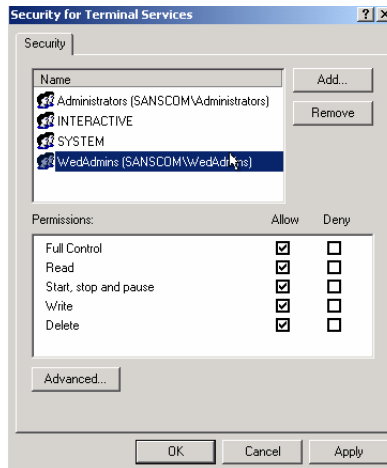 Security for Terminal Services
Security
Name
Administrators (SANSCOM\Administrators)
INTERACTIVE
SYSTEM
WedAdmins (SANSCOM\WedAdmins)
Add...
Remove
Permissions: Allow Deny
Full Control
Read
Start, stop and pause
Write
Delete
Advanced...
OK Cancel Apply